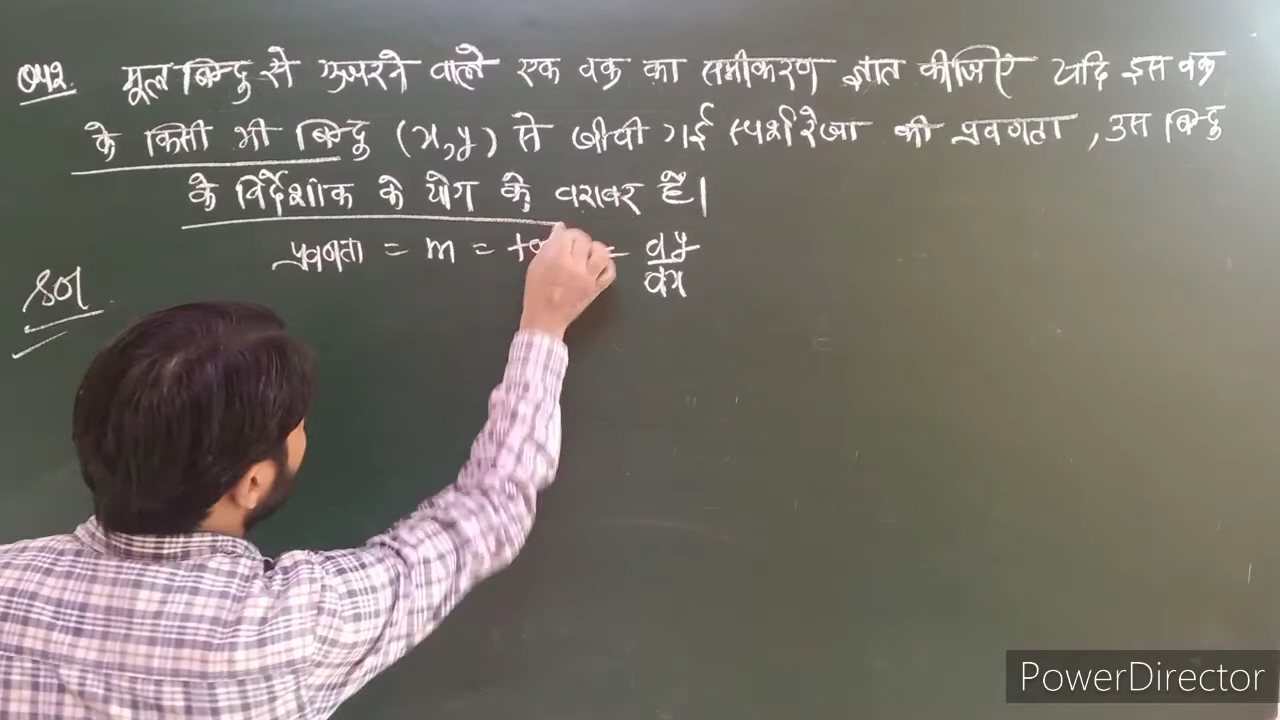 Q42. मूल बिन्दु से गुजरने वाले एक वक्र का समीकरण ज्ञात कीजिए यदि इस वक्र
के किसी भी बिन्दु (x,y) से खींची गई स्पर्शरेखा की प्रवणता , उस बिन्दु
के निर्देशांक के योग के बराबर है।
प्रवणता = m = = dy/dx
Sol
PowerDirector